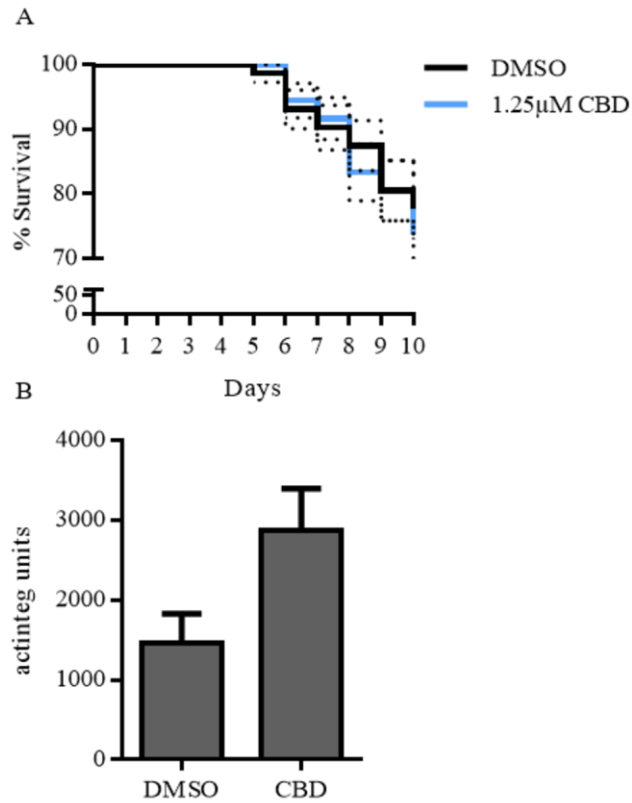 A
100
90
80
70
50
0
% Survival
0 1 2 3 4 5 6 7 8 9 10
Days
DMSO
1.25µM CBD
B
4000
3000
2000
1000
0
actinteg units
DMSO CBD